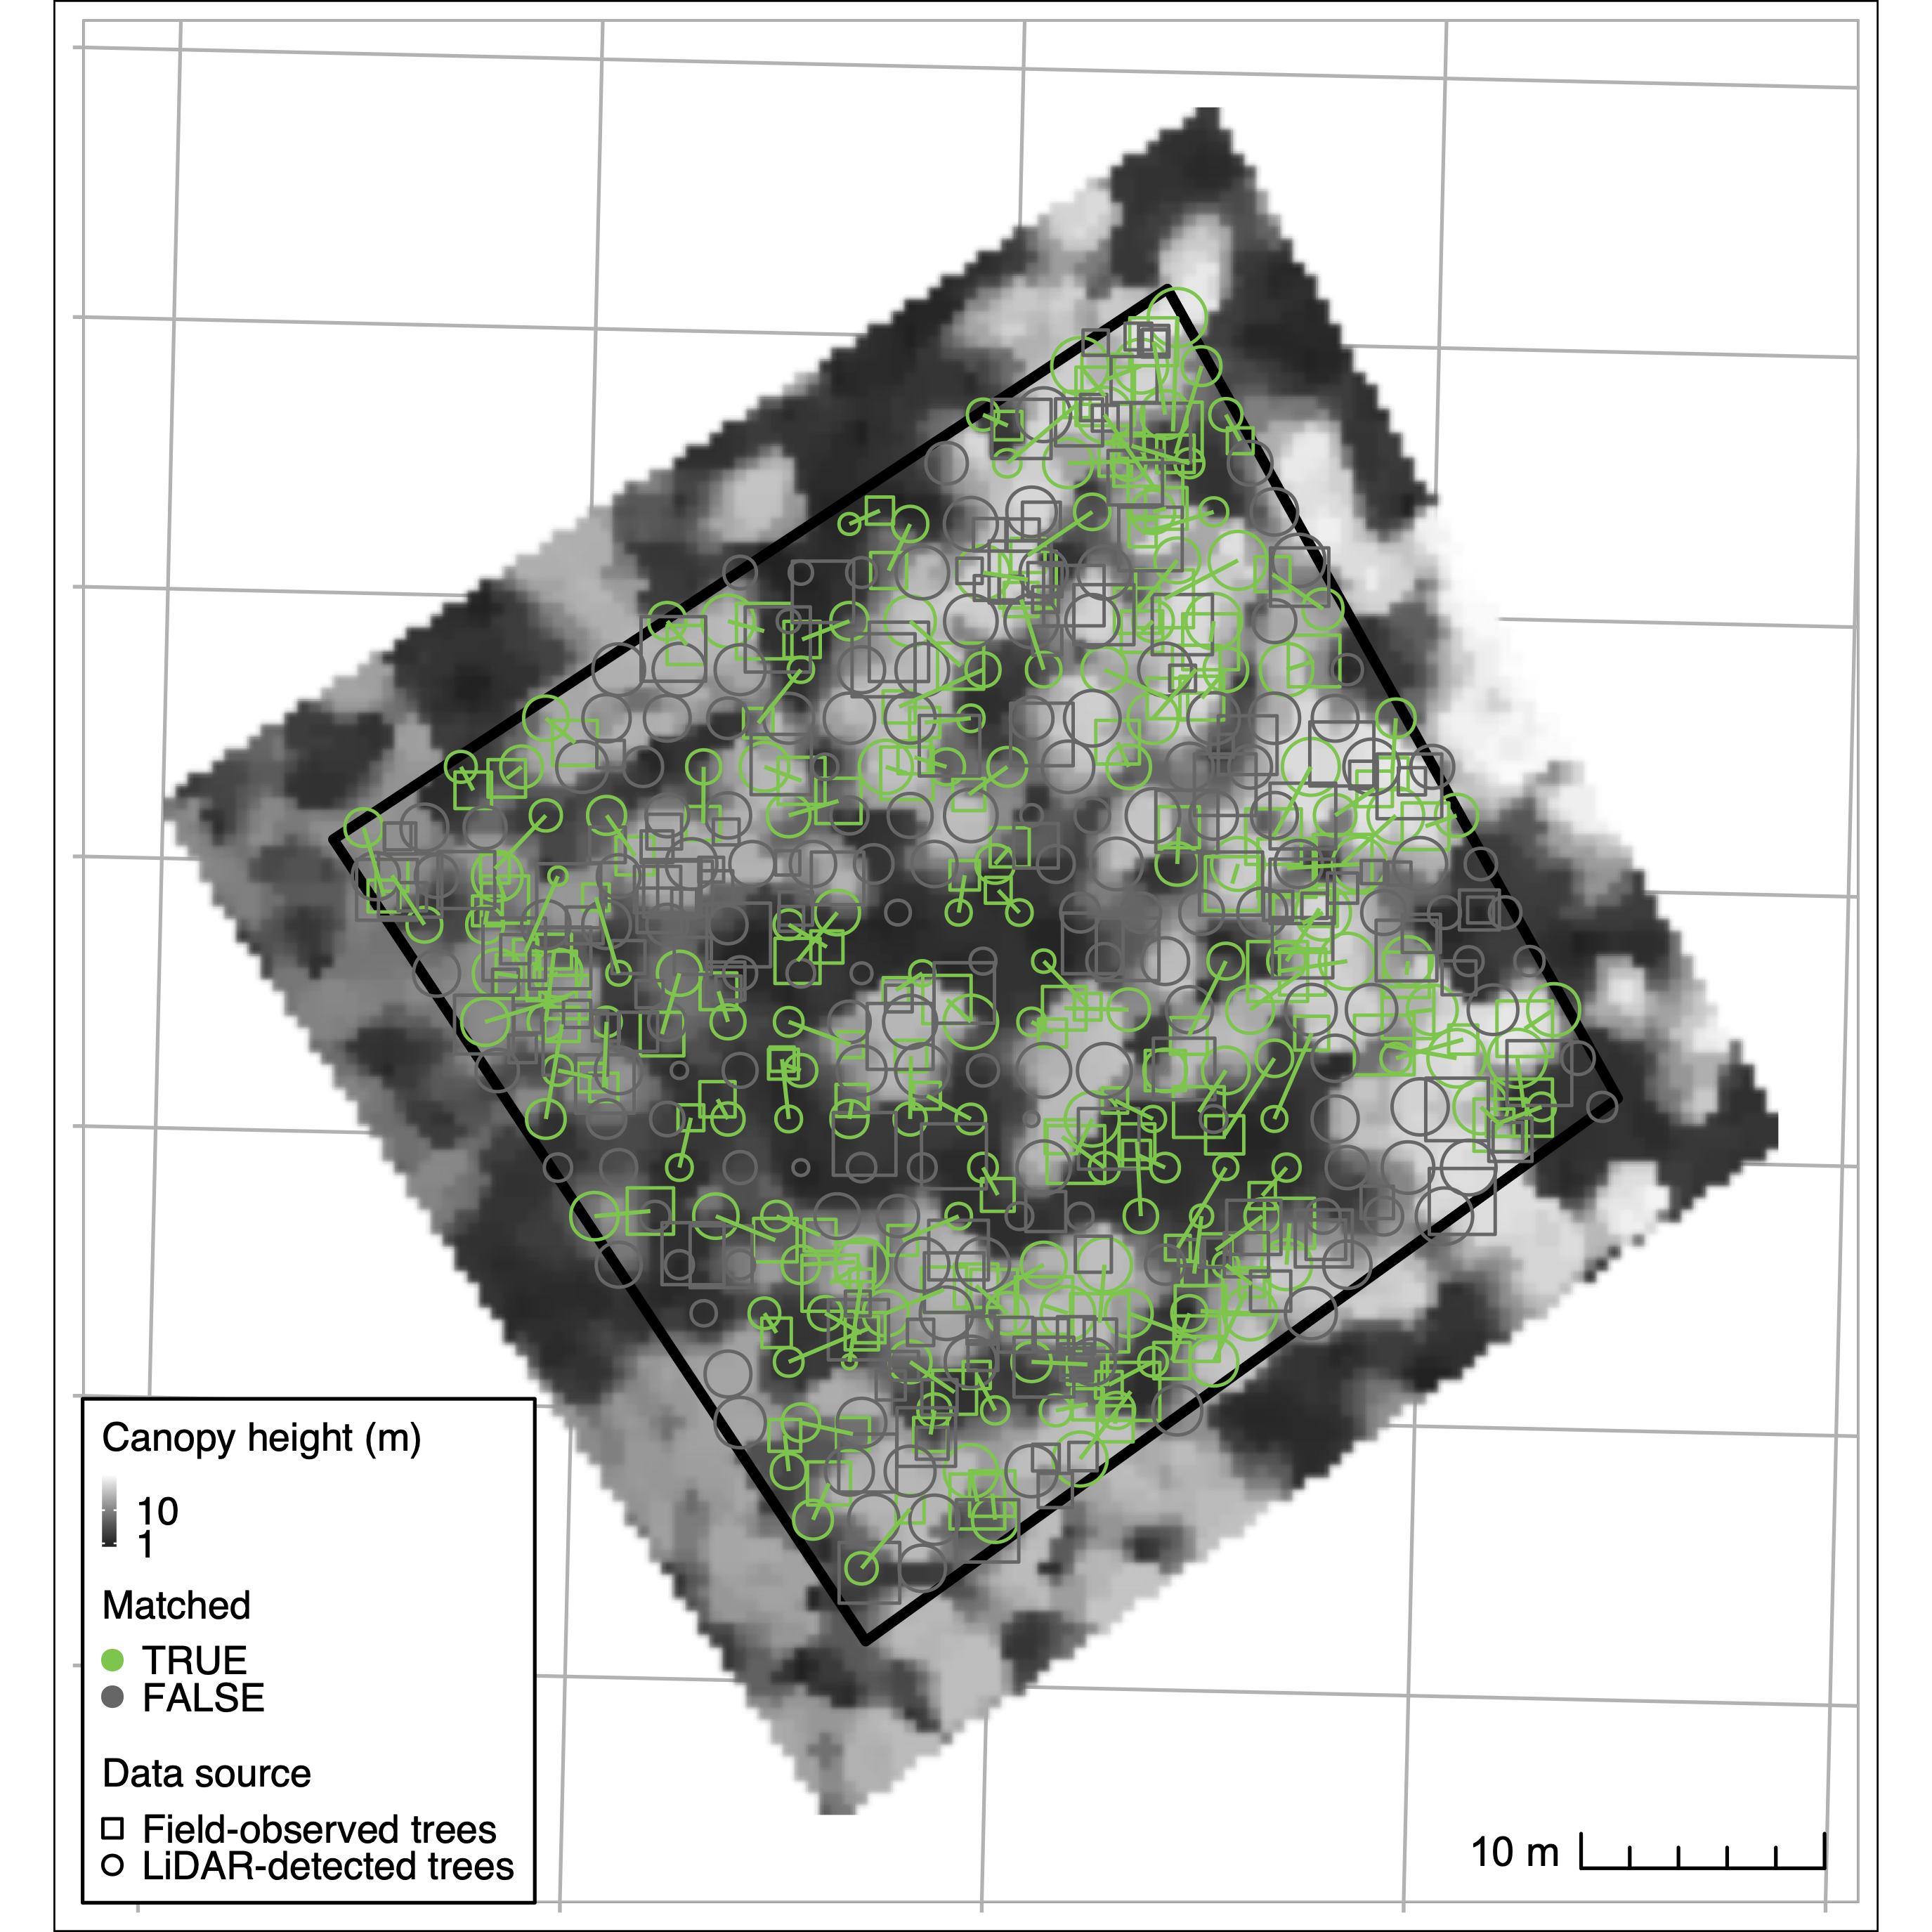 Canopy height (m)
10
1
Matched
TRUE
FALSE
Data source
Field-observed trees
LiDAR-detected trees
10 m